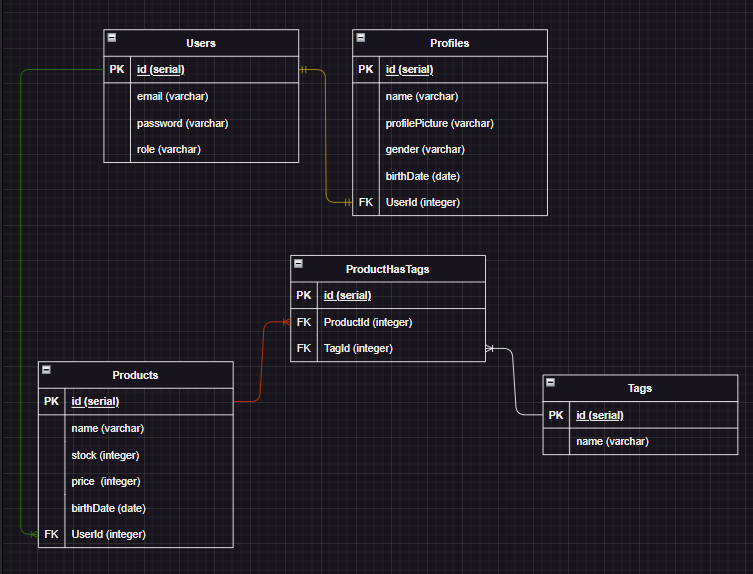 Users
PK id (serial)
email (varchar)
password (varchar)
role (varchar)
Profiles
PK id (serial)
name (varchar)
profilePicture (varchar)
gender (varchar)
birthDate (date)
FK UserId (integer)
ProductHasTags
PK id (serial)
FK ProductId (integer)
FK TagId (integer)
Products
PK id (serial)
name (varchar)
stock (integer)
price (integer)
birthDate (date)
FK UserId (integer)
Tags
PK id (serial)
name (varchar)